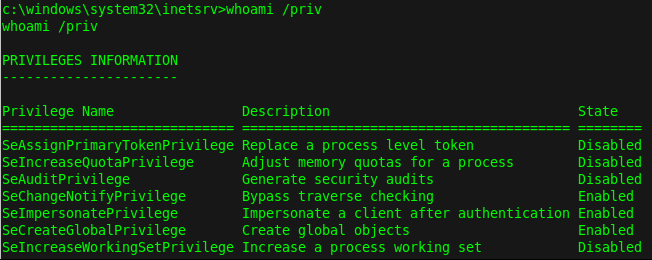 c:\windows\system32\inetsrv>whoami /priv
whoami /priv
PRIVILEGES INFORMATION
----------------------
Privilege Name                Description                               State
============================= ========================================= ========
SeAssignPrimaryTokenPrivilege Replace a process level token             Disabled
SeIncreaseQuotaPrivilege      Adjust memory quotas for a process        Disabled
SeAuditPrivilege              Generate security audits                  Disabled
SeChangeNotifyPrivilege       Bypass traverse checking                  Enabled
SeImpersonatePrivilege        Impersonate a client after authentication Enabled
SeCreateGlobalPrivilege       Create global objects                     Enabled
SeIncreaseWorkingSetPrivilege Increase a process working set            Disabled